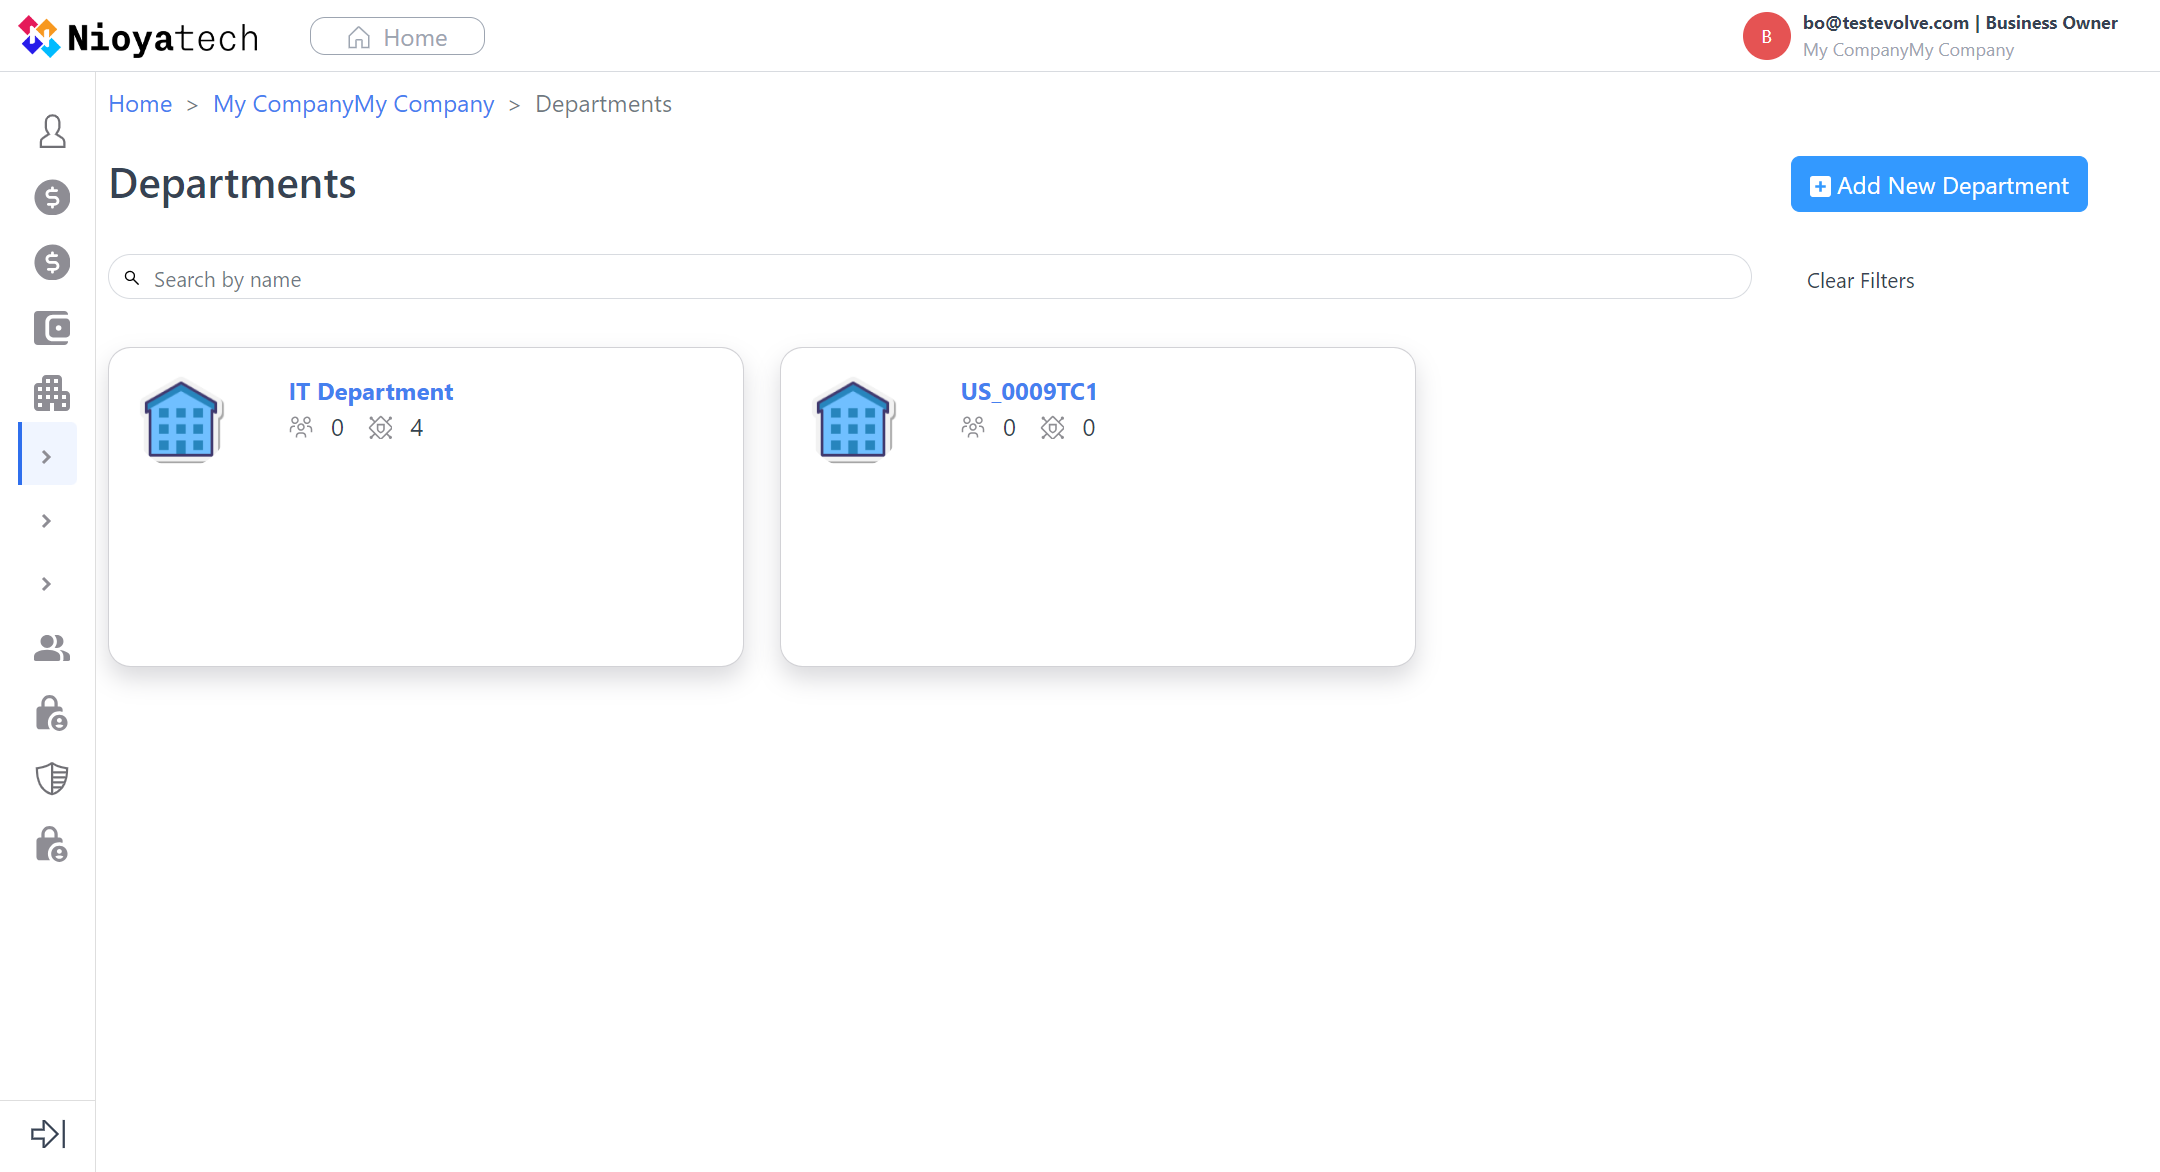 Nioyatech
Home
B
bo@testevolve.com | Business Owner
My CompanyMy Company
Home > My CompanyMy Company > Departments
Departments
Add New Department
Search by name
Clear Filters
IT Department
0 4
US_0009TC1
0 0